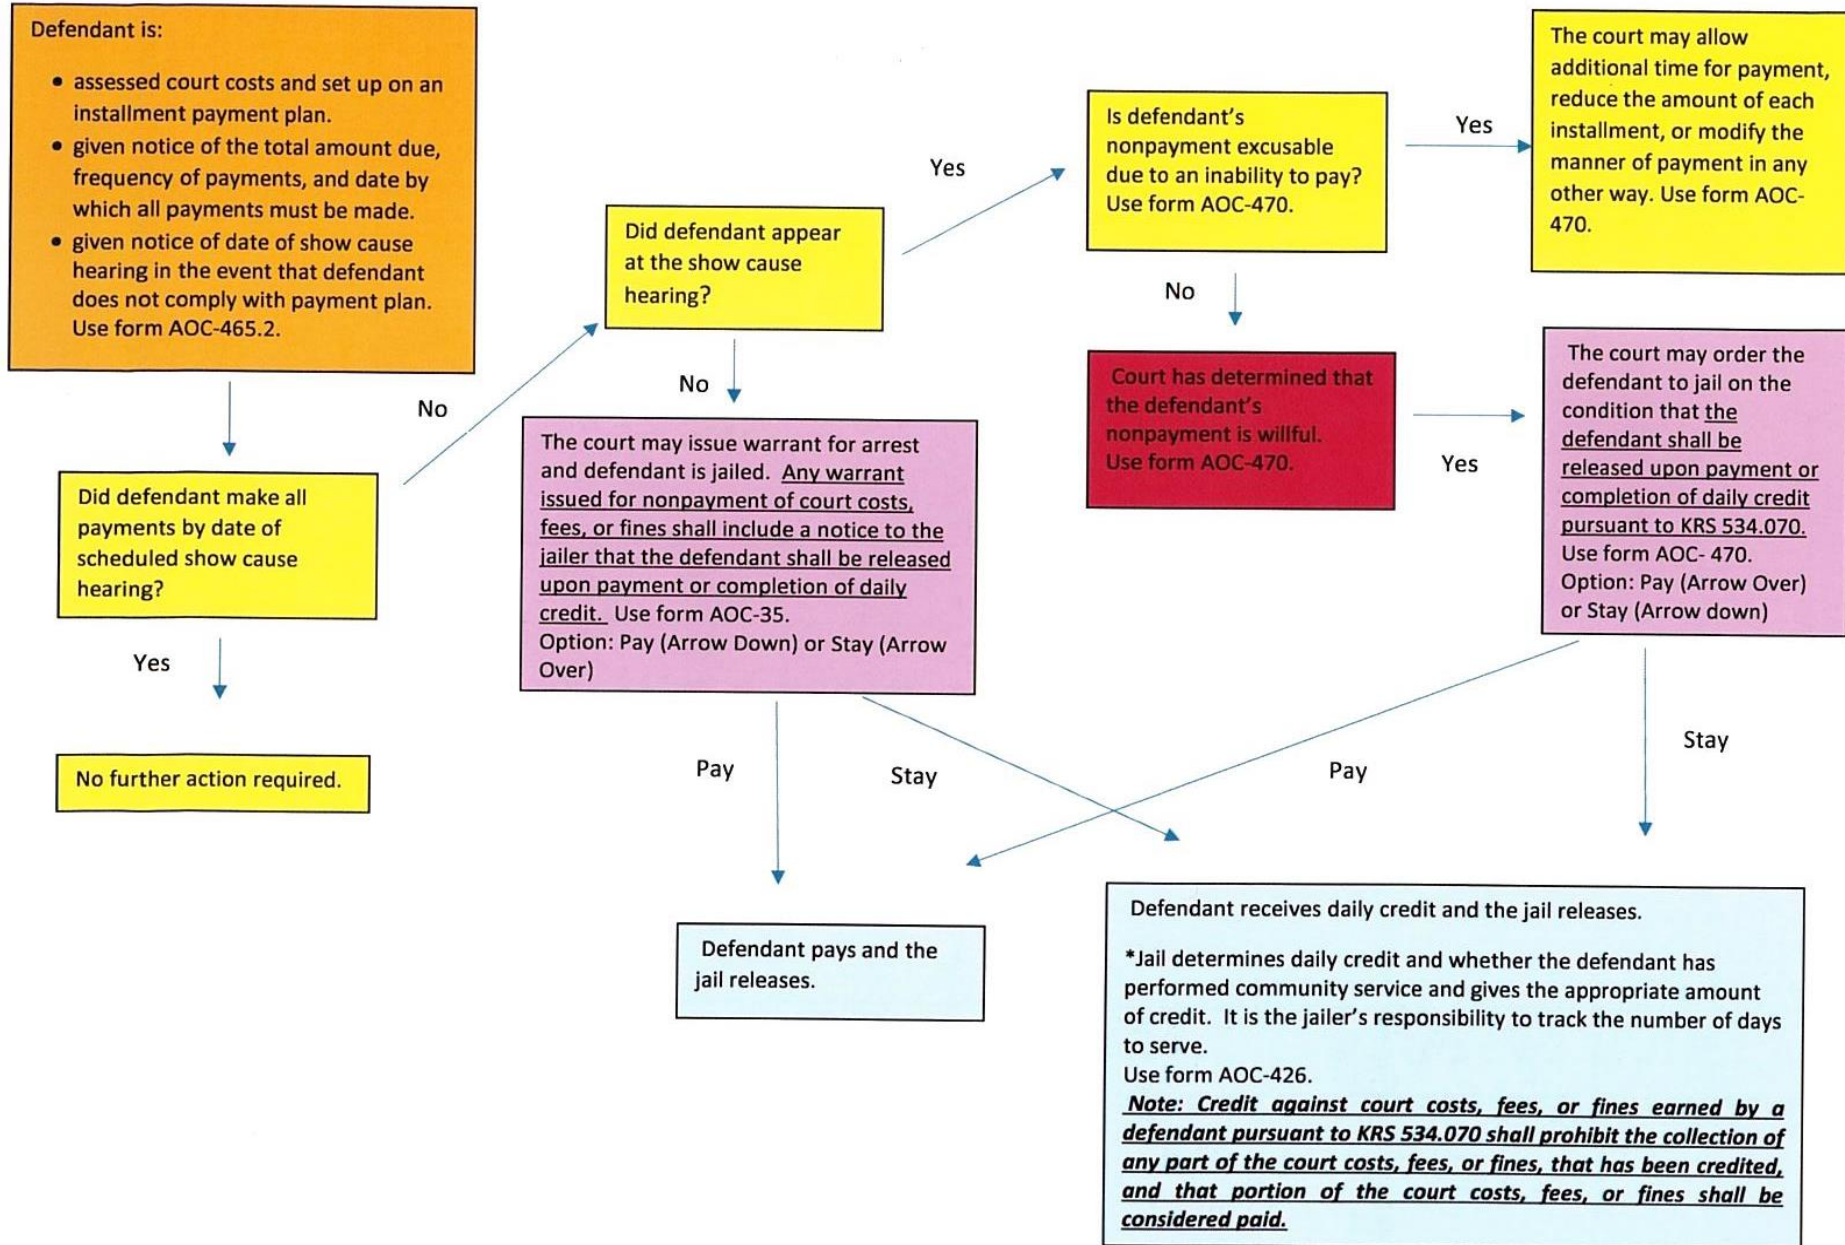 Defendant is:
• assessed court costs and set up on an
installment payment plan.
• given notice of the total amount due,
frequency of payments, and date by
which all payments must be made.
• given notice of date of show cause
hearing in the event that defendant
does not comply with payment plan.
Use form AOC-465.2.
No
Did defendant make all
payments by date of
scheduled show cause
hearing?
Yes
No further action required.
Did defendant appear
at the show cause
hearing?
Yes
No
The court may issue warrant for arrest
and defendant is jailed. Any warrant
issued for nonpayment of court costs,
fees, or fines shall include a notice to the
jailer that the defendant shall be released
upon payment or completion of daily
credit. Use form AOC-35.
Option: Pay (Arrow Down) or Stay (Arrow
Over)
Pay
Stay
Is defendant's
nonpayment excusable
due to an inability to pay?
Use form AOC-470.
Yes
The court may allow
additional time for payment,
reduce the amount of each
installment, or modify the
manner of payment in any
other way. Use form AOC-
470.
No
Court has determined that
the defendant's
nonpayment is willful.
Use form AOC-470.
Yes
The court may order the
defendant to jail on the
condition that the
defendant shall be
released upon payment or
completion of daily credit
pursuant to KRS 534.070.
Use form AOC- 470.
Option: Pay (Arrow Over)
or Stay (Arrow down)
Pay
Stay
Defendant pays and the
jail releases.
Defendant receives daily credit and the jail releases.
*Jail determines daily credit and whether the defendant has
performed community service and gives the appropriate amount
of credit. It is the jailer's responsibility to track the number of days
to serve.
Use form AOC-426.
Note: Credit against court costs, fees, or fines earned by a
defendant pursuant to KRS 534.070 shall prohibit the collection of
any part of the court costs, fees, or fines, that has been credited,
and that portion of the court costs, fees, or fines shall be
considered paid.